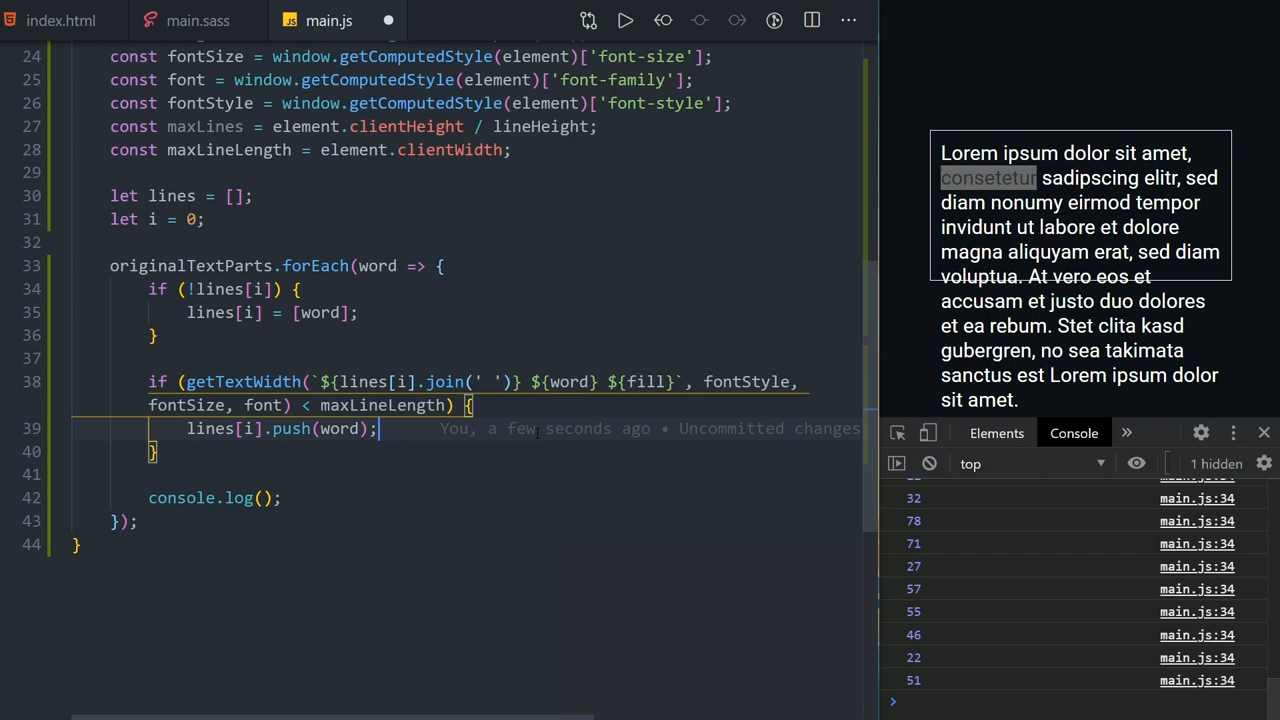 index.html
main.sass
JS main.js
24 const fontSize = window.getComputedStyle(element)['font-size'];
25 const font = window.getComputedStyle(element)['font-family'];
26 const fontStyle = window.getComputedStyle(element)['font-style'];
27 const maxLines = element.clientHeight / lineHeight;
28 const maxLineLength = element.clientWidth;
29
30 let lines = [];
31 let i = 0;
32
33 originalTextParts.forEach(word => {
34 if (!lines[i]) {
35 lines[i] = [word];
36 }
37
38 if (getTextWidth(`${lines[i].join(' ')} ${word} ${fill}`, fontStyle,
fontSize, font) < maxLineLength) {
39 lines[i].push(word); You, a few seconds ago • Uncommitted changes
40 }
41
42 console.log();
43 });
44 }
Lorem ipsum dolor sit amet,
consetetur sadipscing elitr, sed
diam nonumy eirmod tempor
invidunt ut labore et dolore
magna aliquyam erat, sed diam
voluptua. At vero eos et
accusam et justo duo dolores
et ea rebum. Stet clita kasd
gubergren, no sea takimata
sanctus est Lorem ipsum dolor
sit amet.
Elements Console »
top 1 hidden
32 main.js:34
78 main.js:34
71 main.js:34
27 main.js:34
57 main.js:34
55 main.js:34
46 main.js:34
22 main.js:34
51 main.js:34